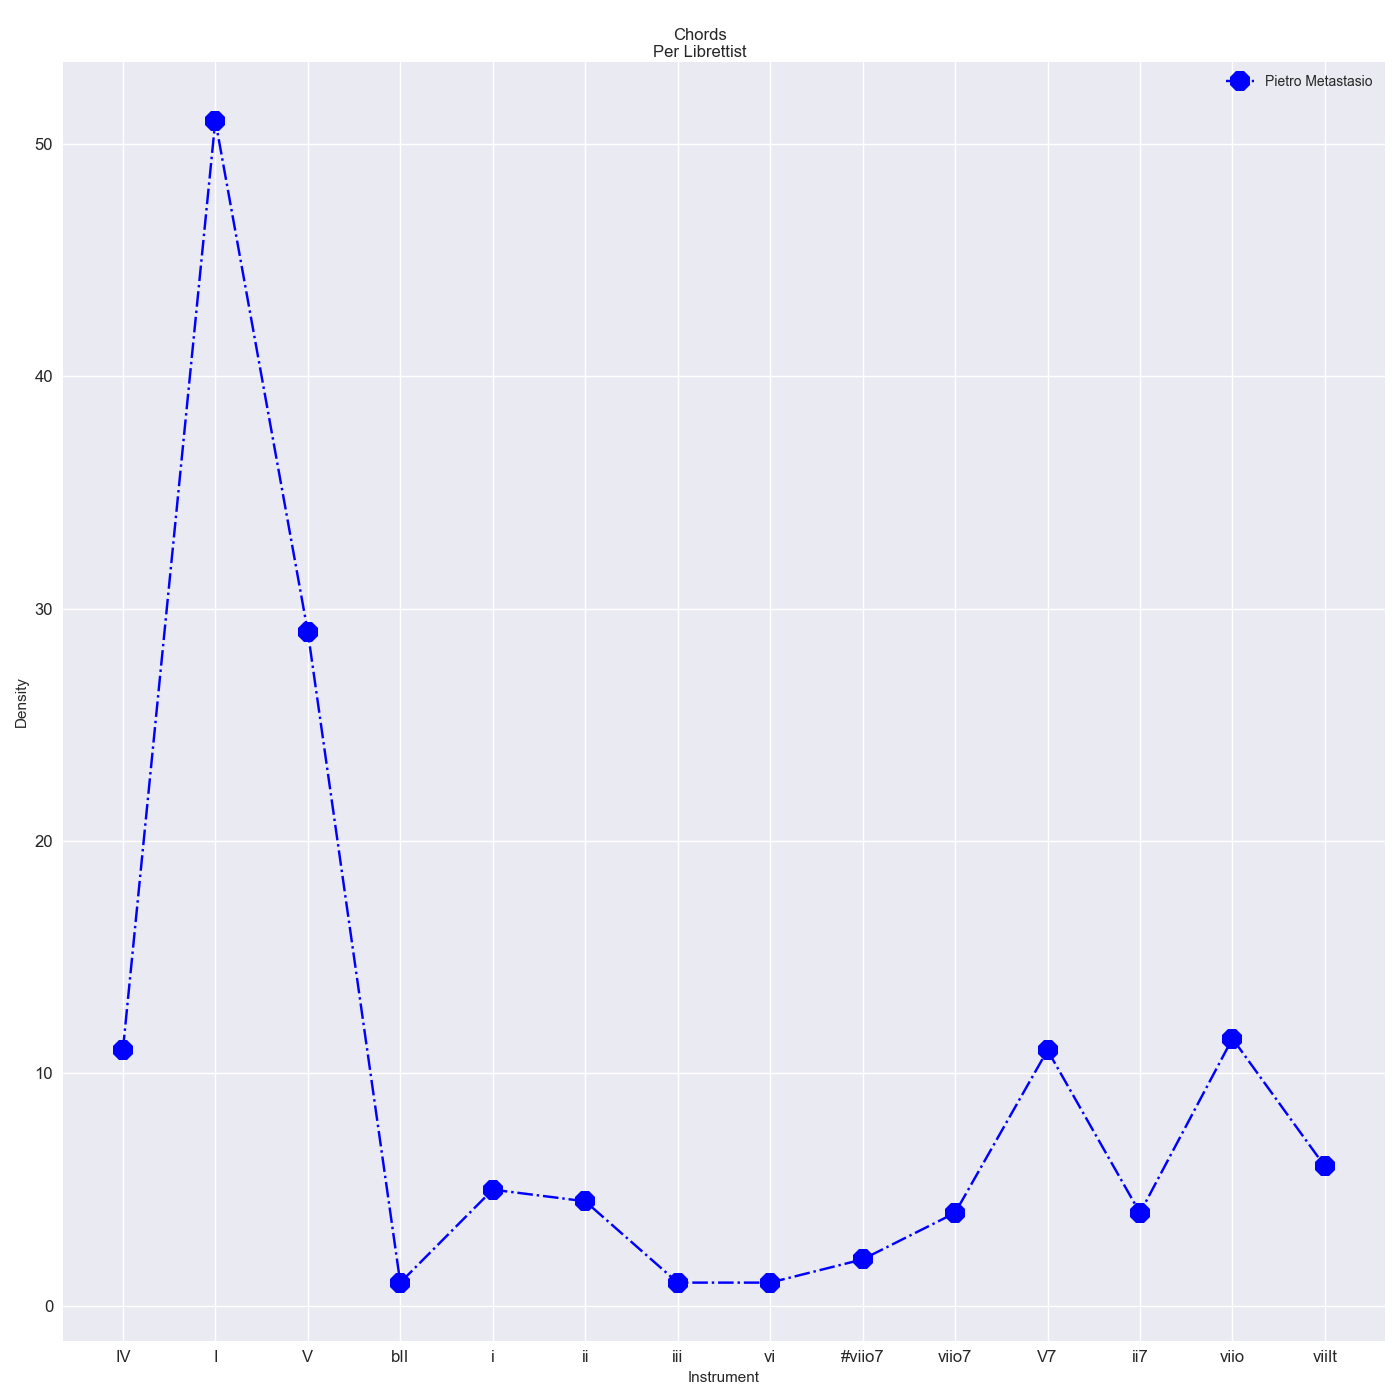 Chords
Per Librettist
Pietro Metastasio
Density
50
40
30
20
10
0
IV I V bII i ii iii vi #viio7 viio7 V7 ii7 viio viiIt
Instrument